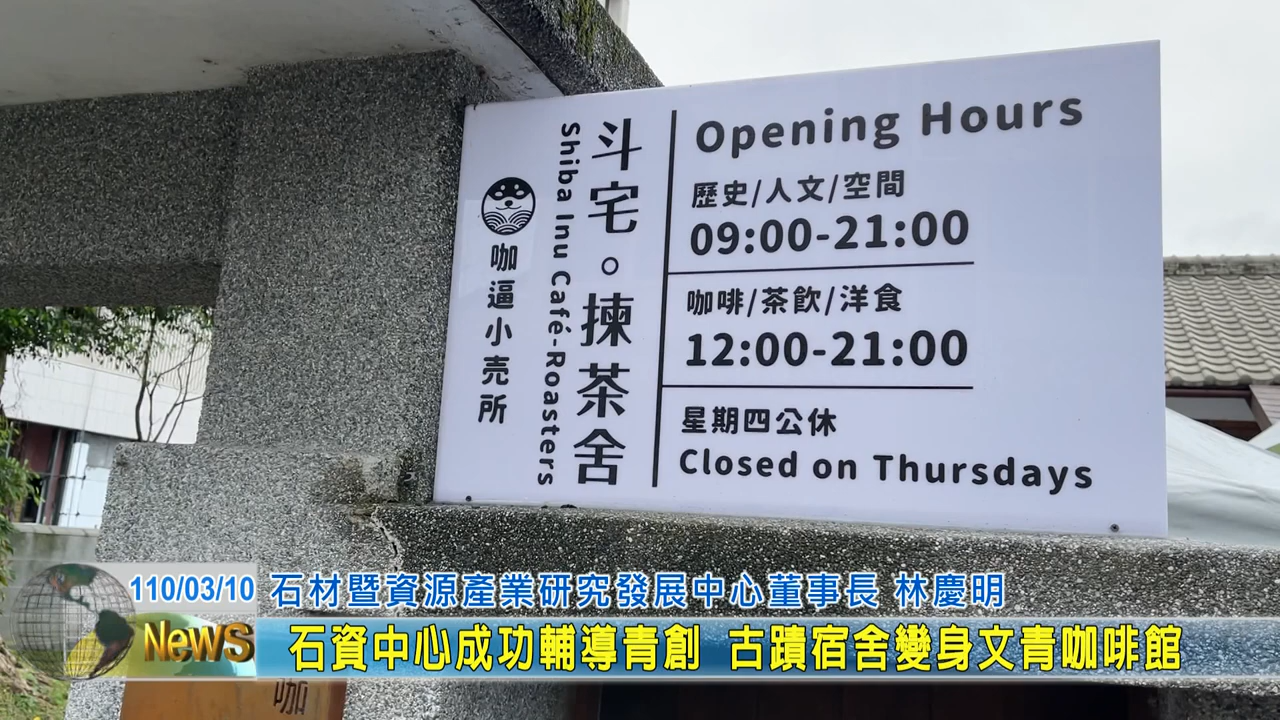 Opening Hours
歷史/人文/空間
09:00-21:00
咖啡/茶飲/洋食
12:00-21:00
星期四公休
Closed on Thursdays
斗宅。揀茶舍
Shiba Inu Café-Roasters
咖逼小売所
110/03/10 石材暨資源產業研究發展中心董事長 林慶明
News 石資中心成功輔導青創 古蹟宿舍變身文青咖啡館
咖